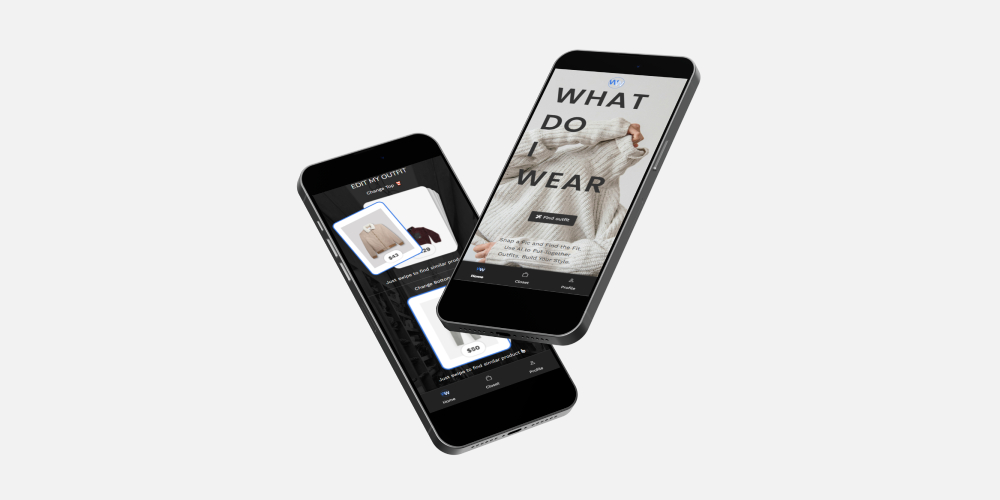 EDIT MY OUTFIT
Change Top
$43
$29
Just swipe to find similar
Change
$50
Just swipe to find similar product
W
Home
Closet
Profile
W
WHAT
DO
I
WEAR
Find outfit
Snap a Pic and Find the Fit.
Use AI to Put Together
Outfits, Build Your Style.
W
Home
Closet
Profile